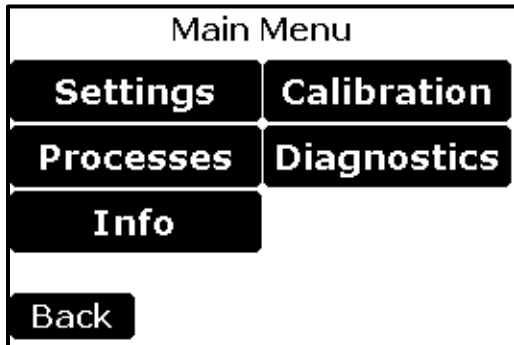 Main Menu
Settings Calibration
Processes Diagnostics
Info
Back